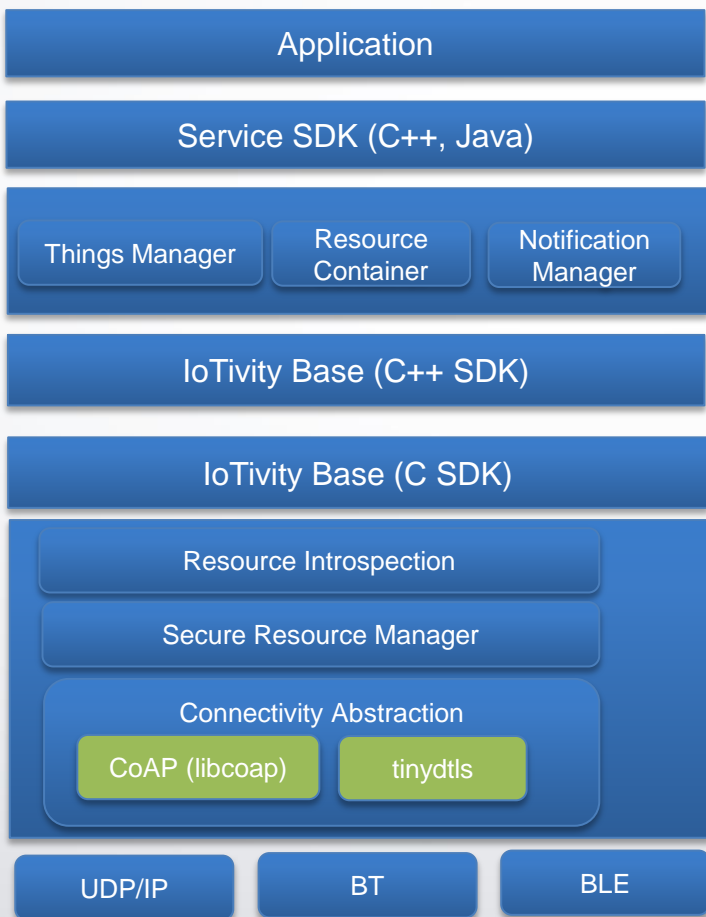 Application
Service SDK (C++, Java)
Things Manager
Resource
Container
Notification
Manager
IoTivity Base (C++ SDK)
IoTivity Base (C SDK)
Resource Introspection
Secure Resource Manager
Connectivity Abstraction
CoAP (libcoap)
tinydtls
UDP/IP
BT
BLE